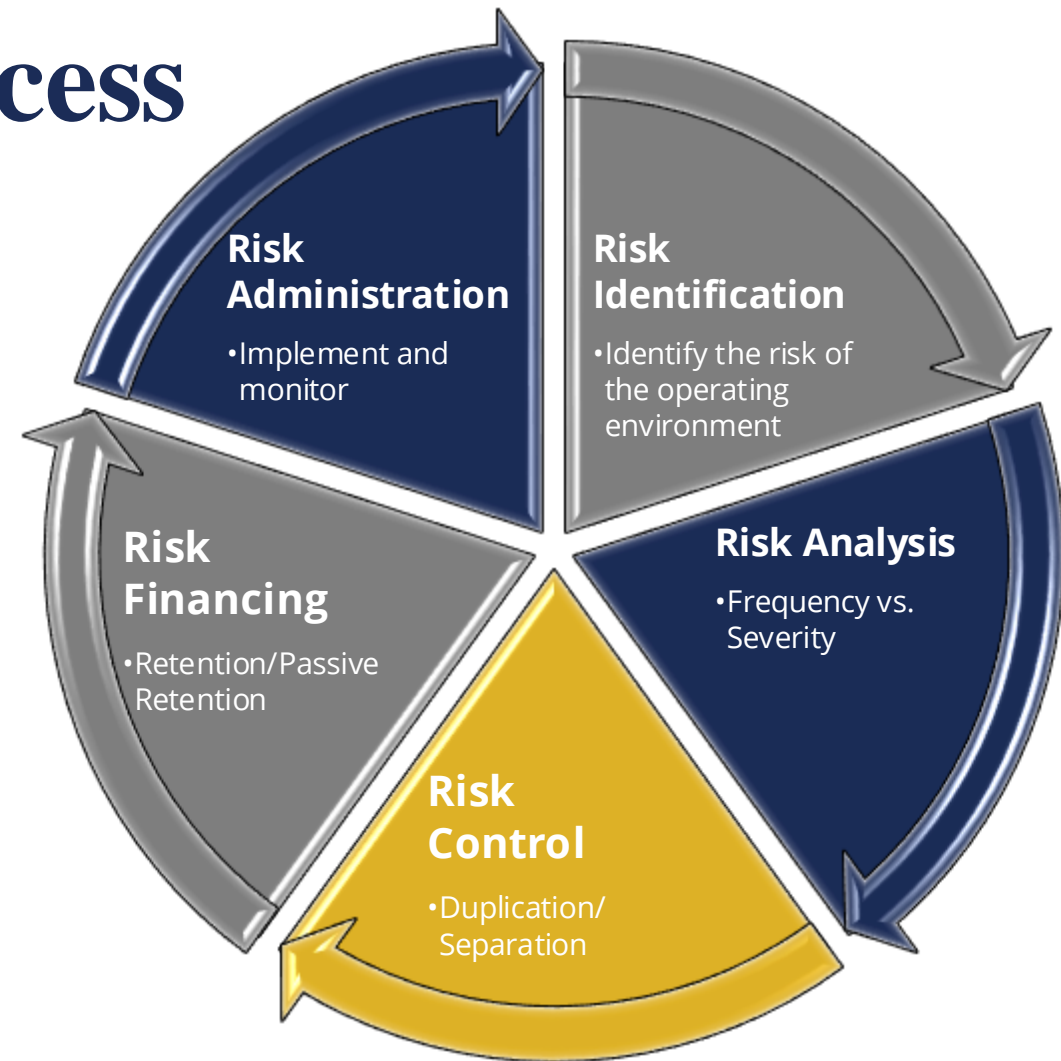 cess
Risk
Administration
•Implement and
monitor
Risk
Identification
•Identify the risk of
the operating
environment
Risk Analysis
•Frequency vs.
Severity
Risk
Control
•Duplication/
Separation
Risk
Financing
•Retention/Passive
Retention